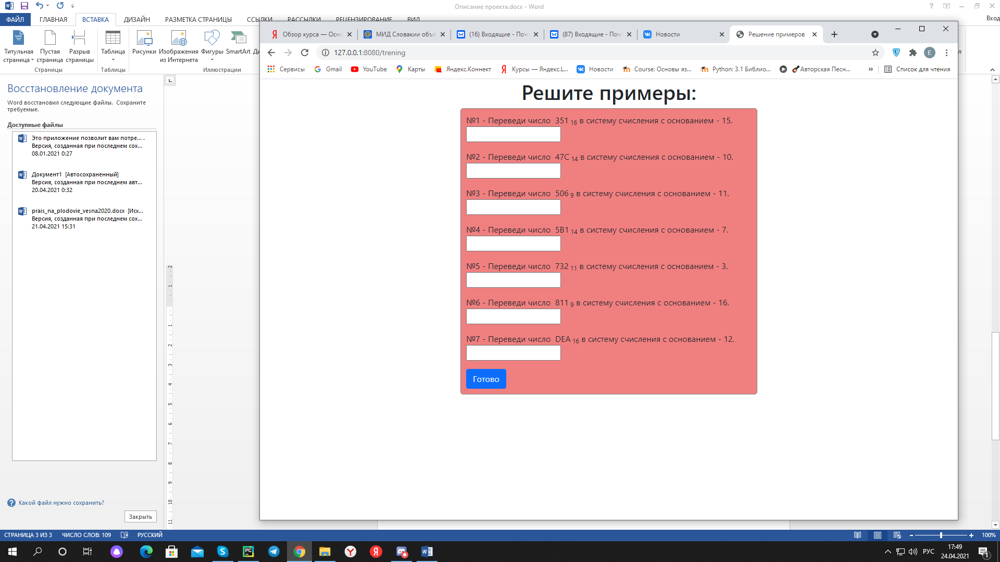 Описание проекта.docx - Word
ФАЙЛ ГЛАВНАЯ ВСТАВКА ДИЗАЙН РАЗМЕТКА СТРАНИЦЫ ССЫЛКИ РАССЫЛКИ РЕЦЕНЗИРОВАНИЕ ВИД Вход
Титульная страница
Пустая страница
Разрыв страницы
Страницы
Таблица
Таблицы
Рисунки
Изображения из Интернета
Фигуры
SmartArt
Иллюстрации
Восстановление документа
Word восстановил следующие файлы. Сохраните
требуемые.
Доступные файлы
Это приложение позволит вам потре... .
Версия, созданная при последнем сох...
08.01.2021 0:27
Документ1 [Автосохраненный]
Версия, созданная при последнем авт...
20.04.2021 0:32
prais_na_plodovie_vesna2020.docx [Исх...
Версия, созданная при последнем сох...
21.04.2021 15:31
Какой файл нужно сохранить?
Закрыть
Обзор курса — Осно
МИД Словакии объя
(16) Входящие - Поч
(87) Входящие - Поч
Новости
Решение примеров
127.0.0.1:8080/trening
E
Сервисы Gmail YouTube Карты Яндекс.Коннект Курсы — Яндекс.L... Новости Course: Основы яз... Python: 3.1 Библио... Авторская Песн... » Список для чтения
Решите примеры:
№1 - Переведи число 351 16 в систему счисления с основанием - 15.
№2 - Переведи число 47C 14 в систему счисления с основанием - 10.
№3 - Переведи число 506 9 в систему счисления с основанием - 11.
№4 - Переведи число 5B1 14 в систему счисления с основанием - 7.
№5 - Переведи число 732 11 в систему счисления с основанием - 3.
№6 - Переведи число 811 9 в систему счисления с основанием - 16.
№7 - Переведи число DEA 16 в систему счисления с основанием - 12.
Готово
СТРАНИЦА 3 ИЗ 3 ЧИСЛО СЛОВ: 109 РУССКИЙ 100%
РУС
17:49
24.04.2021